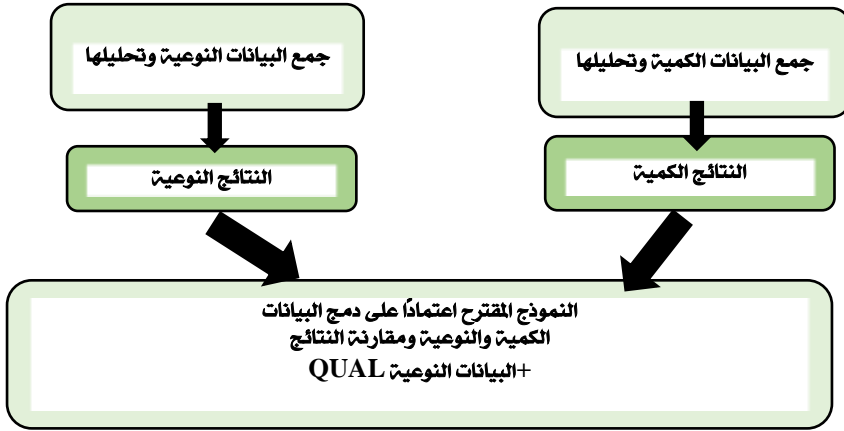 جمع البيانات الكمية وتحليلها
جمع البيانات النوعية وتحليلها
النتائج الكمية
النتائج النوعية
النموذج المقترح اعتمادًا على دمج البيانات
الكمية والنوعية ومقارنة النتائج
+البيانات النوعية QUAL